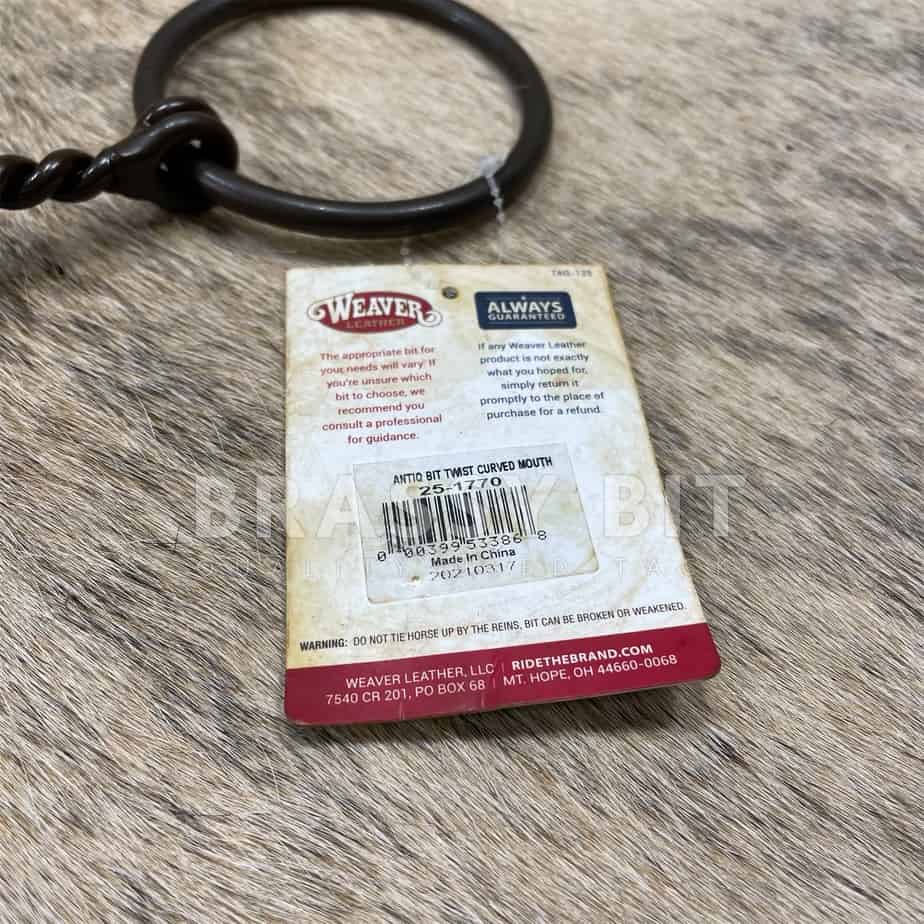 TAG-125
WEAVER
LEATHER
ALWAYS
GUARANTEED
The appropriate bit for
your needs will vary. If
you're unsure which
bit to choose, we
recommend you
consult a professional
for guidance.
If any Weaver Leather
product is not exactly
what you hoped for,
simply return it
promptly to the place of
purchase for a refund.
ANTIQ BIT TWIST CURVED MOUTH
25-1770
0 00399 53386 8
Made In China
20210317
BRASTY BIT
WARNING: DO NOT TIE HORSE UP BY THE REINS, BIT CAN BE BROKEN OR WEAKENED.
WEAVER LEATHER, LLC | RIDETHEBRAND.COM
7540 CR 201, PO BOX 68 | MT. HOPE, OH 44660-0068